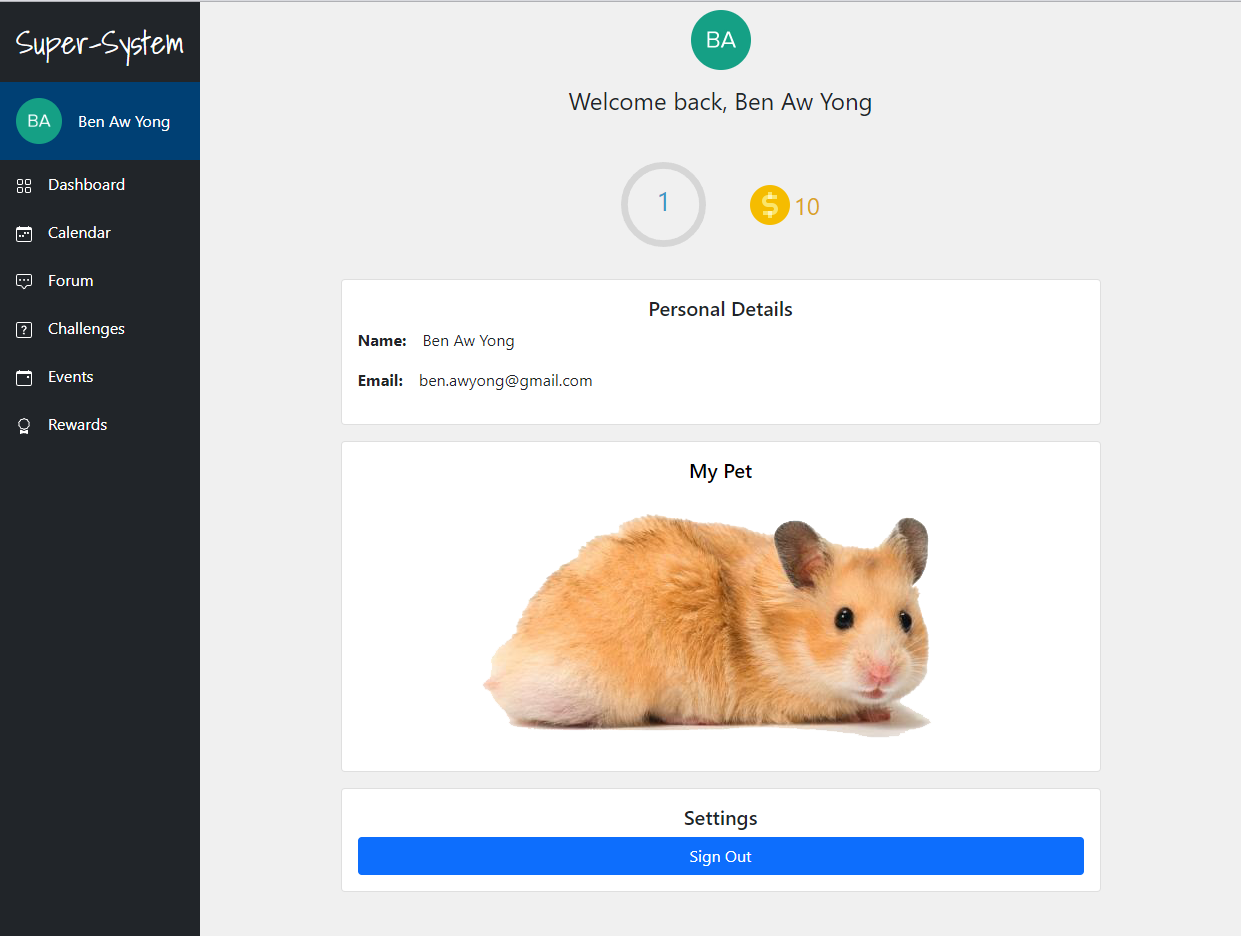 Super-System
BA
Ben Aw Yong
Dashboard
Calendar
Forum
Challenges
Events
Rewards
BA
Welcome back, Ben Aw Yong
1
$ 10
Personal Details
Name: Ben Aw Yong
Email: ben.awyong@gmail.com
My Pet
Settings
Sign Out